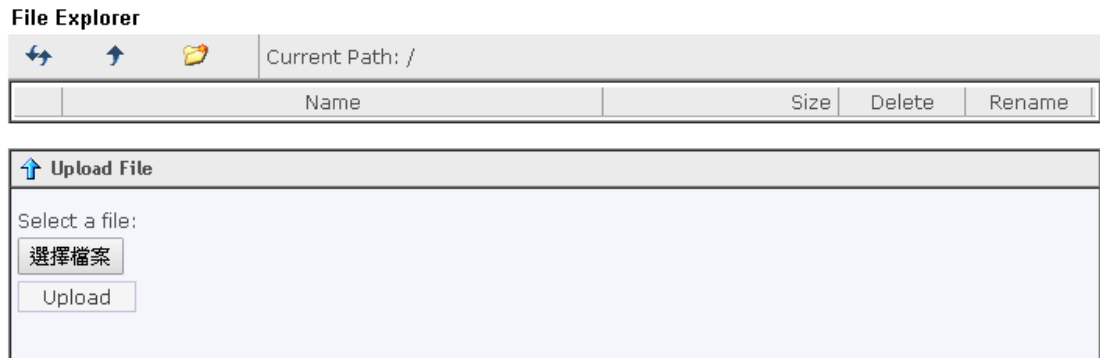 File Explorer
Current Path: /
Name Size Delete Rename
Upload File
Select a file:
選擇檔案
Upload